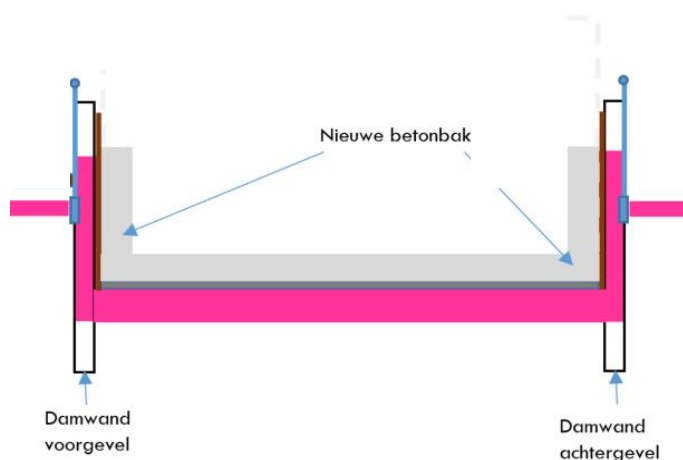 Nieuwe betonbak
Damwand
voorgevel
Damwand
achtergevel